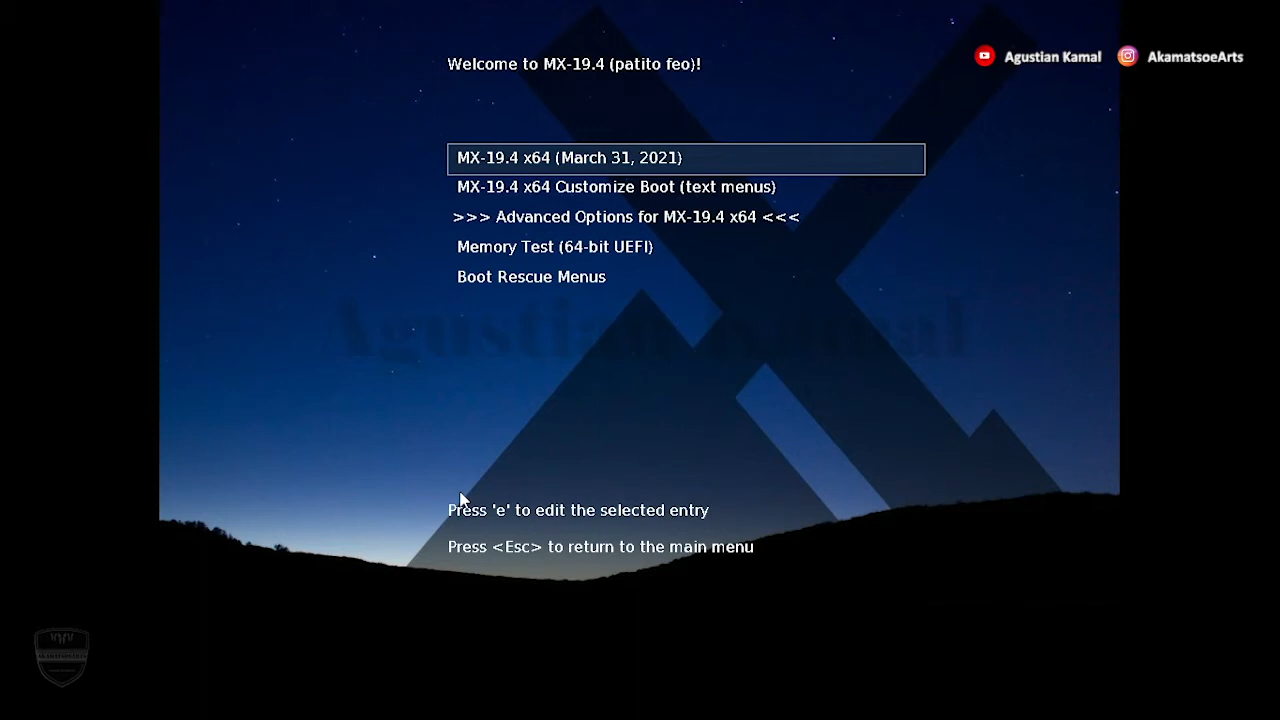 Welcome to MX-19.4 (patito feo)!
Agustian Kamal
AkamatsoeArts
MX-19.4 x64 (March 31, 2021)
MX-19.4 x64 Customize Boot (text menus)
>>> Advanced Options for MX-19.4 x64 <<<
Memory Test (64-bit UEFI)
Boot Rescue Menus
Agustian Kamal
Press 'e' to edit the selected entry
Press <Esc> to return to the main menu